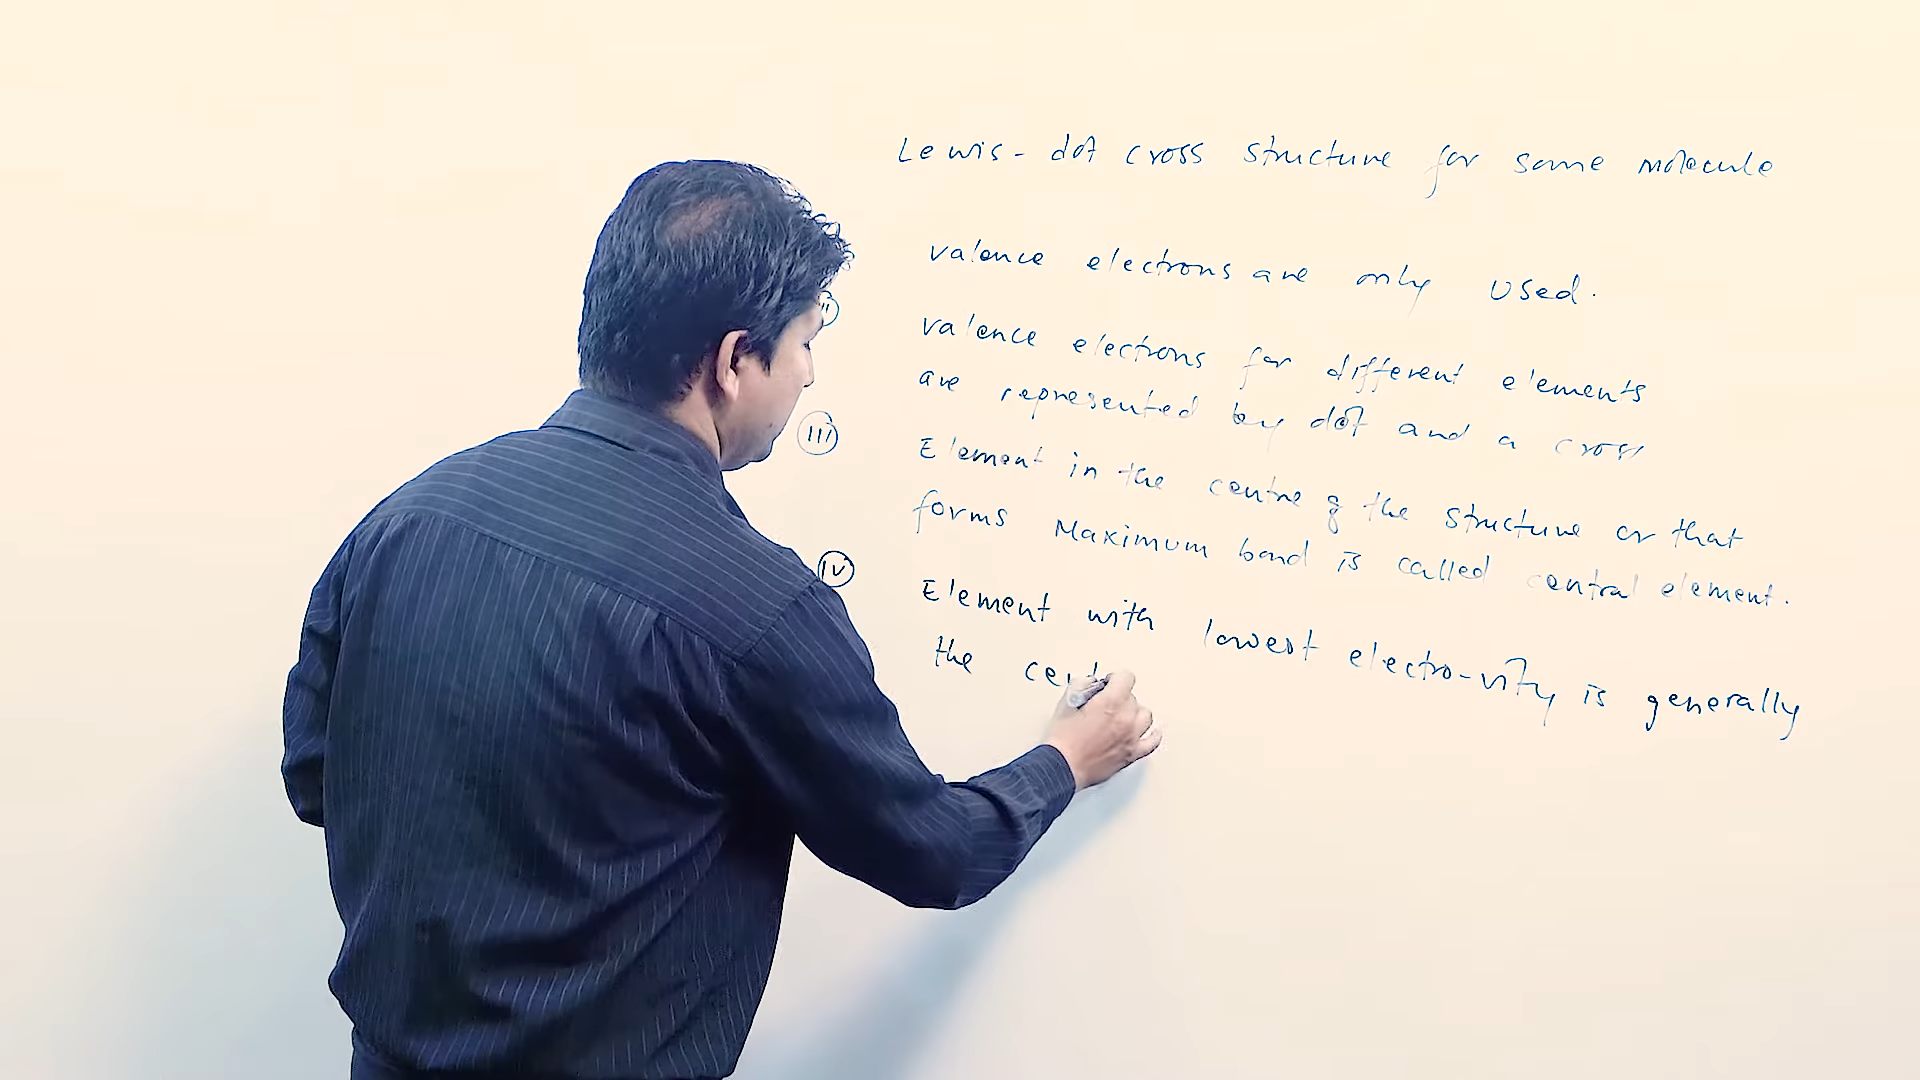 Lewis - dot cross structure for some molecule
valence electrons are only used.
valence electrons for different elements
are represented by dot and a cross
(III) Element in the centre of the structure or that
forms Maximum bond is called central element.
(IV) Element with lowest electro-vity is generally
the cent